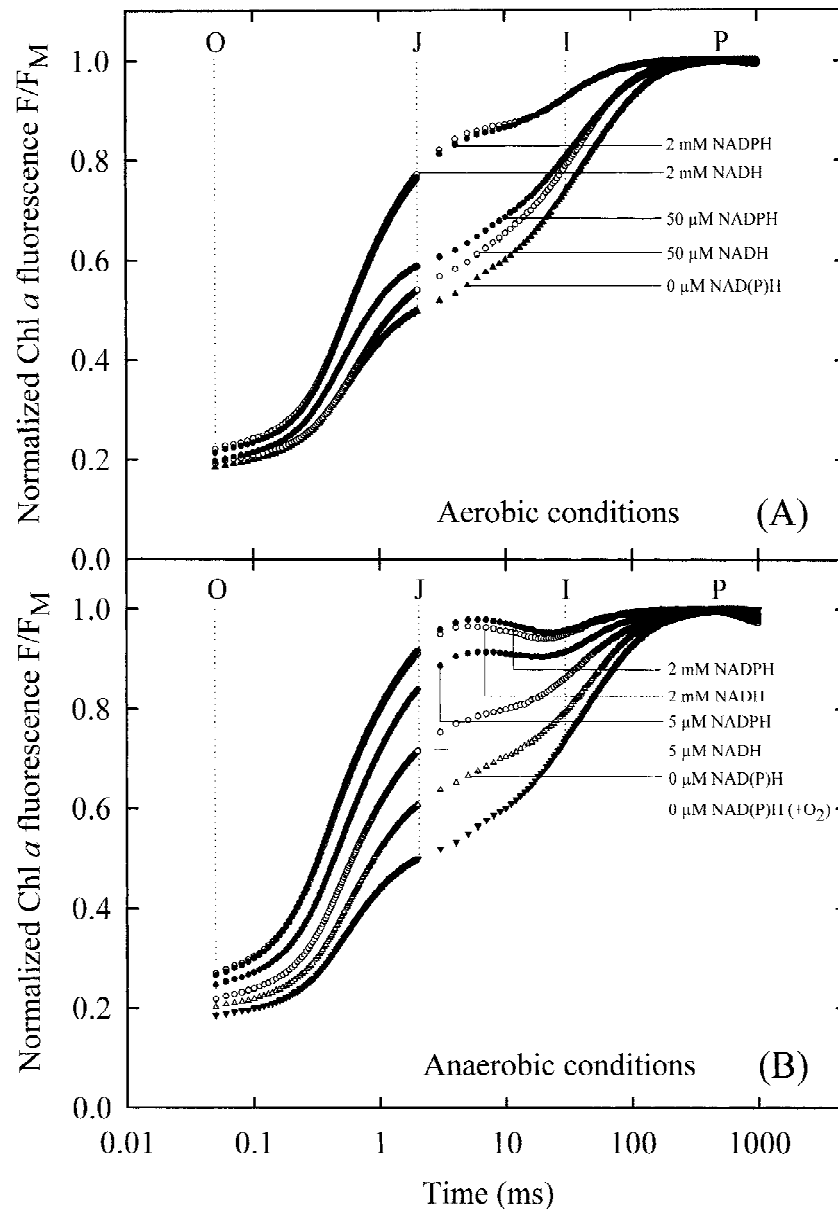 (A)
O J I P
1.0
0.8
0.6
0.4
0.2
0.0
Normalized Chl a fluorescence F/F_M
2 mM NADPH
2 mM NADH
50 µM NADPH
50 µM NADH
0 µM NAD(P)H
Aerobic conditions (A)
O J I P
1.0
0.8
0.6
0.4
0.2
0.0
Normalized Chl a fluorescence F/F_M
2 mM NADPH
2 mM NADH
5 µM NADPH
5 µM NADH
0 µM NAD(P)H
0 µM NAD(P)H (+O₂)
Anaerobic conditions (B)
0.01 0.1 1 10 100 1000
Time (ms)